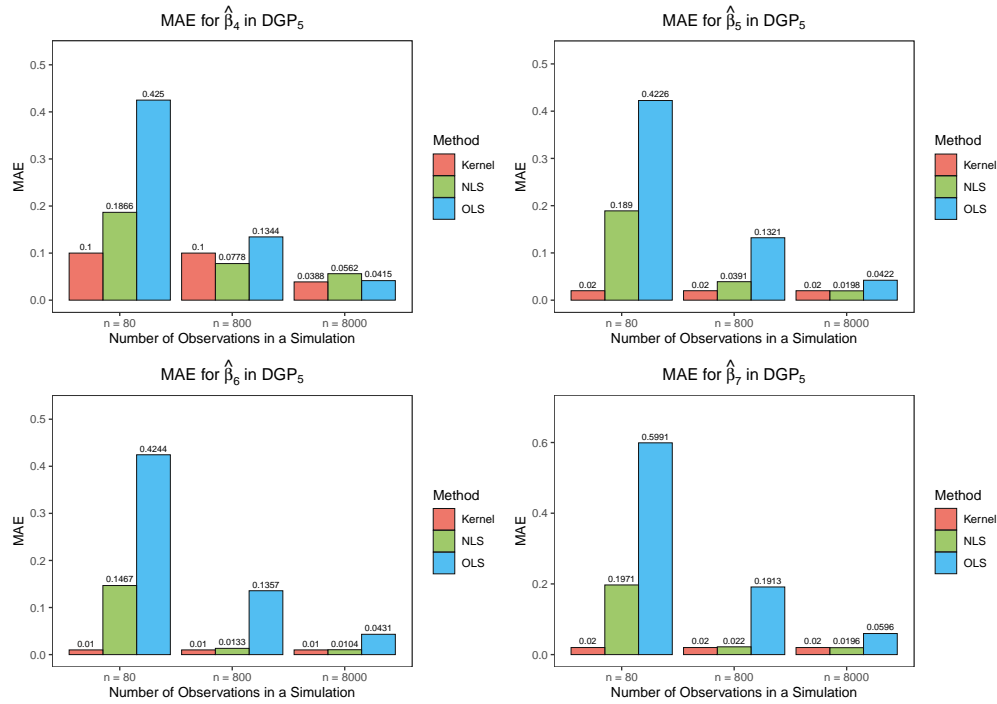 MAE for β̂₄ in DGP₅
0.5
0.4
0.3
0.2
0.1
0.0
MAE
0.1
0.1866
0.425
0.1
0.0778
0.1344
0.0388
0.0562
0.0415
n = 80
n = 800
n = 8000
Number of Observations in a Simulation
Method
Kernel
NLS
OLS
MAE for β̂₅ in DGP₅
0.5
0.4
0.3
0.2
0.1
0.0
MAE
0.02
0.189
0.4226
0.02
0.0391
0.1321
0.02
0.0198
0.0422
n = 80
n = 800
n = 8000
Number of Observations in a Simulation
Method
Kernel
NLS
OLS
MAE for β̂₆ in DGP₅
0.5
0.4
0.3
0.2
0.1
0.0
MAE
0.01
0.1467
0.4244
0.01
0.0133
0.1357
0.01
0.0104
0.0431
n = 80
n = 800
n = 8000
Number of Observations in a Simulation
Method
Kernel
NLS
OLS
MAE for β̂₇ in DGP₅
0.6
0.4
0.2
0.0
MAE
0.02
0.1971
0.5991
0.02
0.022
0.1913
0.02
0.0196
0.0596
n = 80
n = 800
n = 8000
Number of Observations in a Simulation
Method
Kernel
NLS
OLS